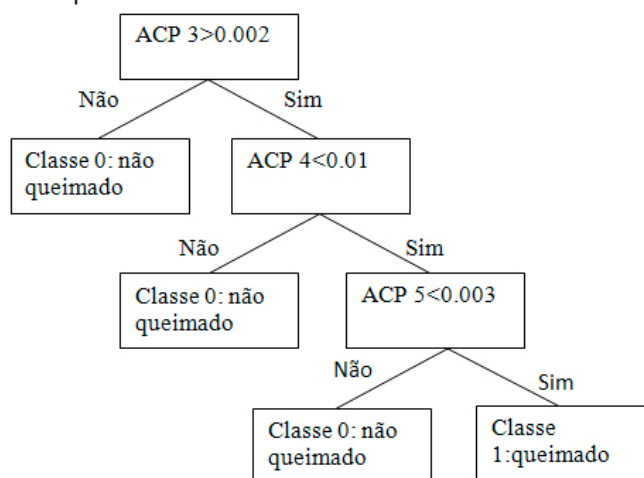 ACP 3>0.002
Não
Sim
Classe 0: não
queimado
ACP 4<0.01
Não
Sim
Classe 0: não
queimado
ACP 5<0.003
Não
Sim
Classe 0: não
queimado
Classe
1:queimado